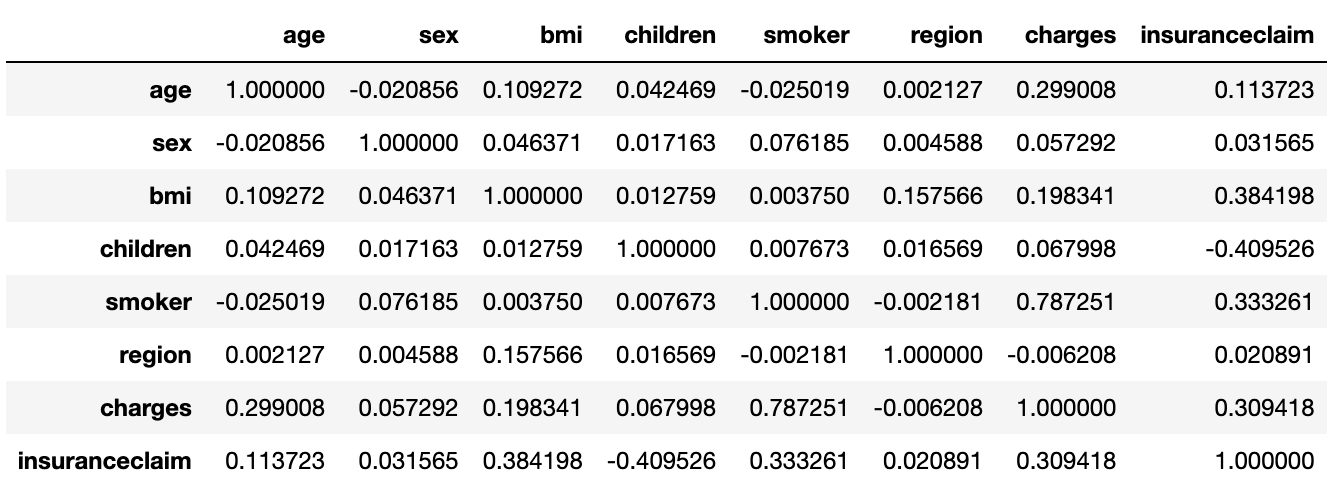 age sex bmi children smoker region charges insuranceclaim
age 1.000000 -0.020856 0.109272 0.042469 -0.025019 0.002127 0.299008 0.113723
sex -0.020856 1.000000 0.046371 0.017163 0.076185 0.004588 0.057292 0.031565
bmi 0.109272 0.046371 1.000000 0.012759 0.003750 0.157566 0.198341 0.384198
children 0.042469 0.017163 0.012759 1.000000 0.007673 0.016569 0.067998 -0.409526
smoker -0.025019 0.076185 0.003750 0.007673 1.000000 -0.002181 0.787251 0.333261
region 0.002127 0.004588 0.157566 0.016569 -0.002181 1.000000 -0.006208 0.020891
charges 0.299008 0.057292 0.198341 0.067998 0.787251 -0.006208 1.000000 0.309418
insuranceclaim 0.113723 0.031565 0.384198 -0.409526 0.333261 0.020891 0.309418 1.000000